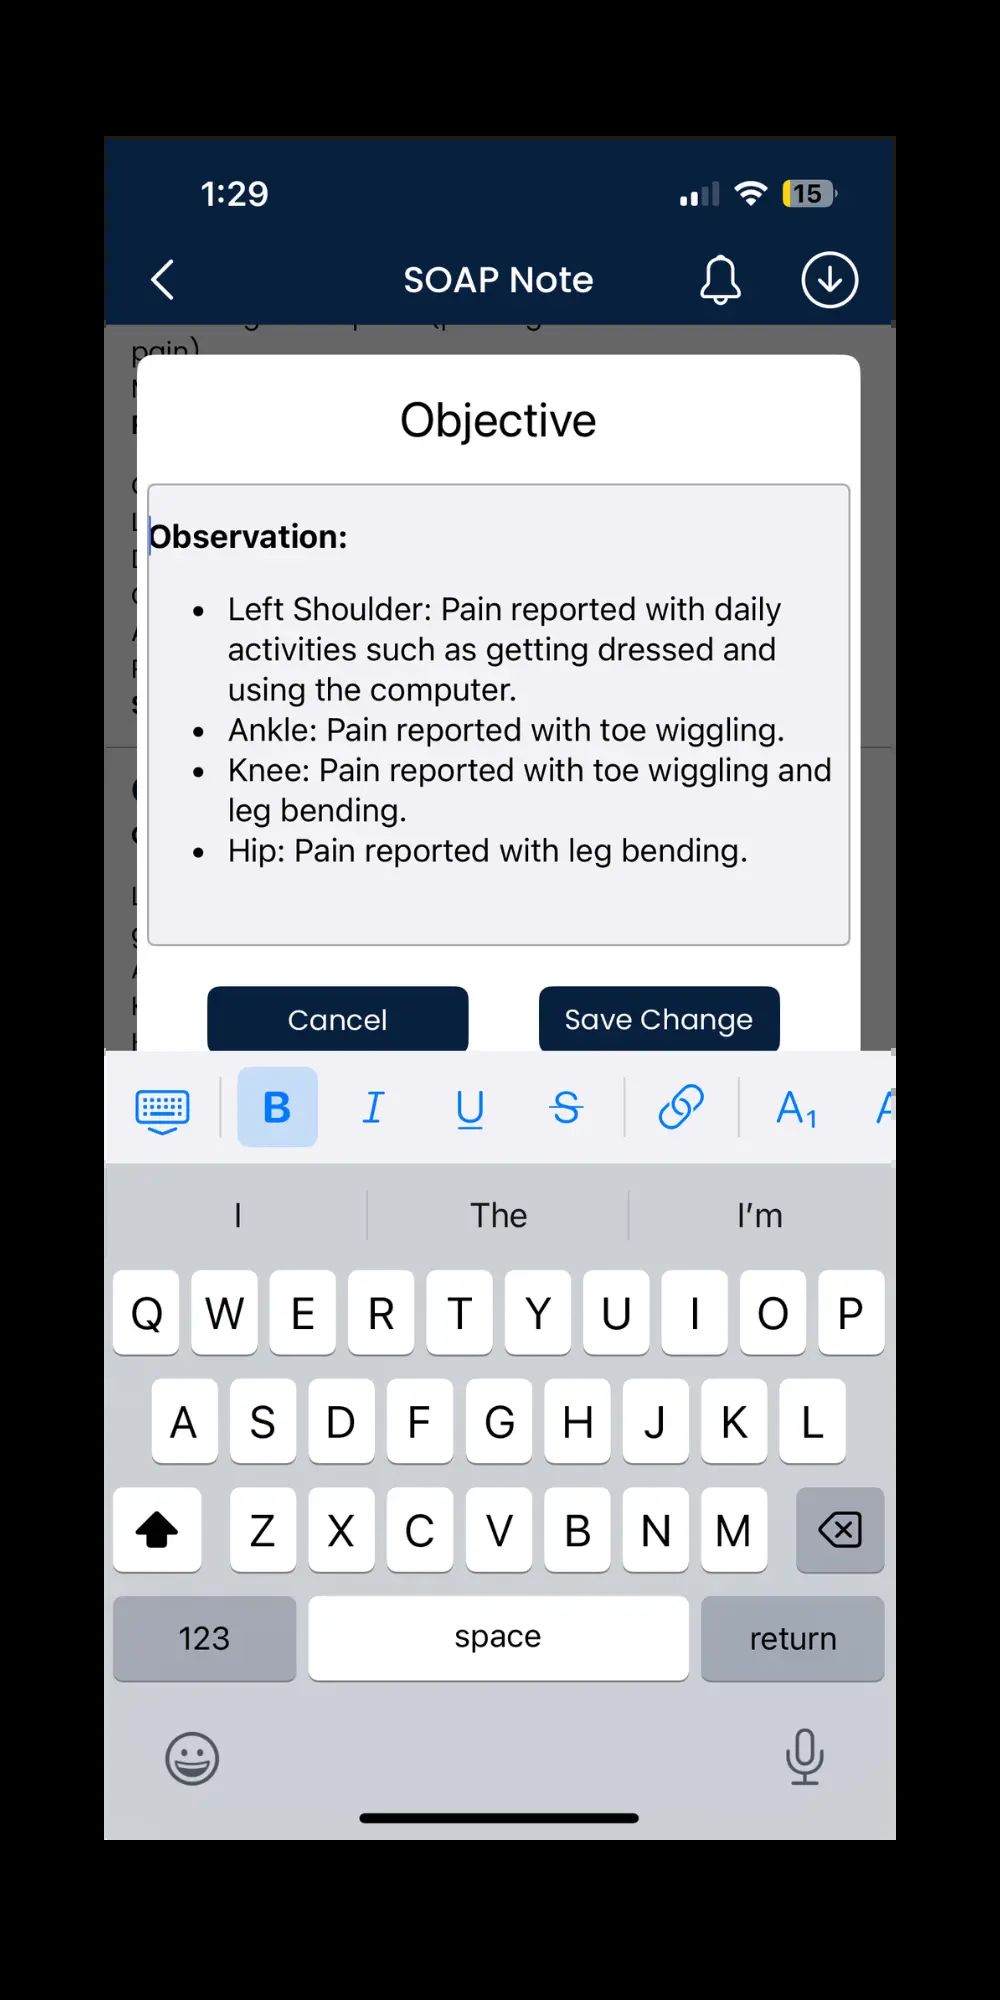 1:29
15
SOAP Note
pain)
Objective
Observation:
• Left Shoulder: Pain reported with daily
activities such as getting dressed and
using the computer.
• Ankle: Pain reported with toe wiggling.
• Knee: Pain reported with toe wiggling and
leg bending.
• Hip: Pain reported with leg bending.
Cancel
Save Change
B I U S A₁
I
The
I’m
Q W E R T Y U I O P
A S D F G H J K L
Z X C V B N M
123
space
return